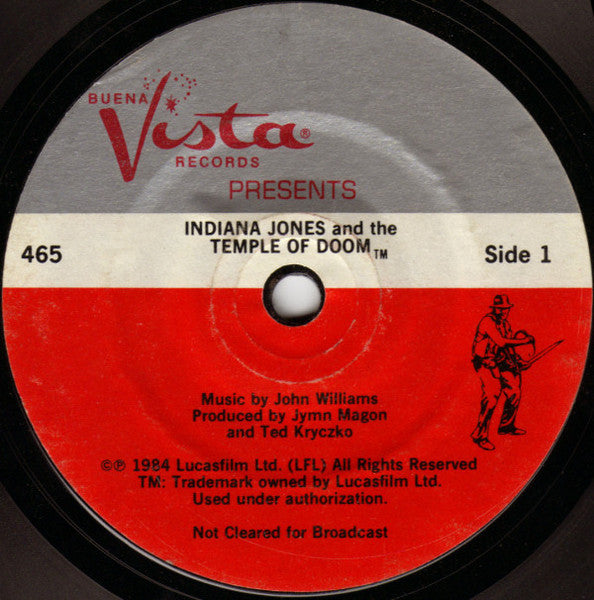 BUENA
Vista®
RECORDS
PRESENTS
INDIANA JONES and the
TEMPLE OF DOOM TM
465
Side 1
Music by John Williams
Produced by Jymn Magon
and Ted Kryczko
©℗ 1984 Lucasfilm Ltd. (LFL) All Rights Reserved
TM: Trademark owned by Lucasfilm Ltd.
Used under authorization.
Not Cleared for Broadcast